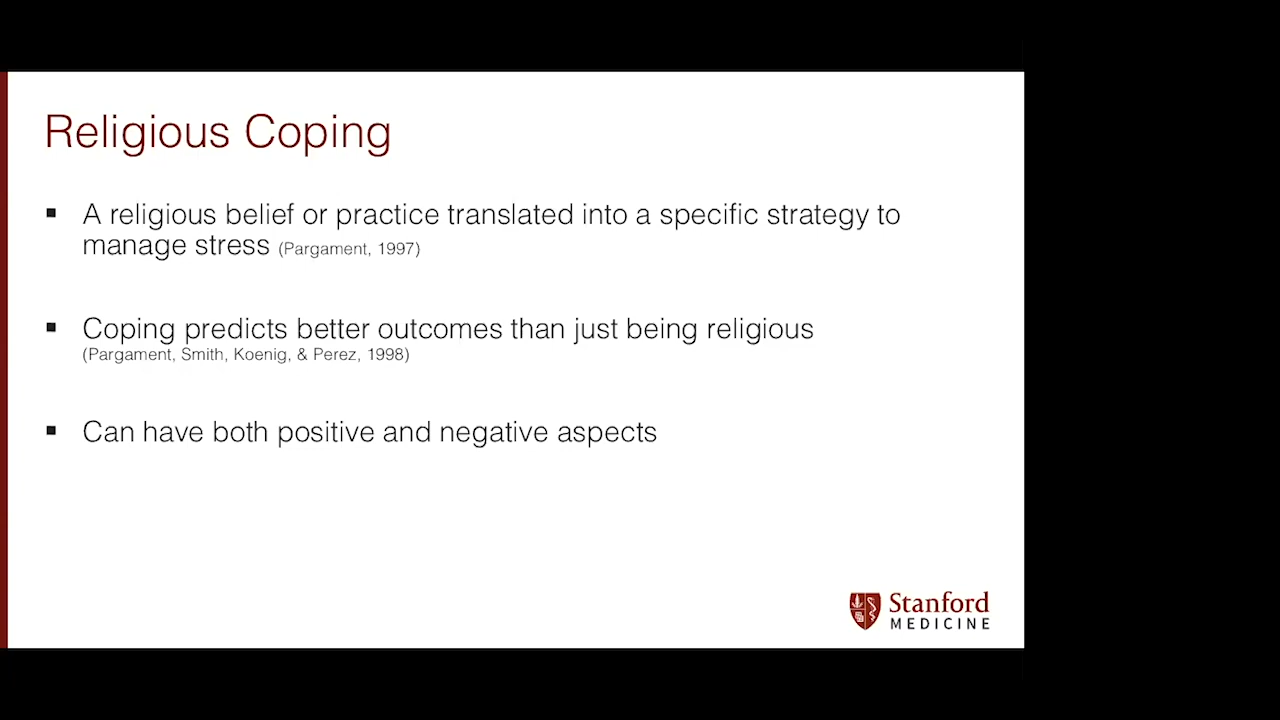 Religious Coping
▪ A religious belief or practice translated into a specific strategy to
manage stress (Pargament, 1997)
▪ Coping predicts better outcomes than just being religious
(Pargament, Smith, Koenig, & Perez, 1998)
▪ Can have both positive and negative aspects
Stanford
MEDICINE